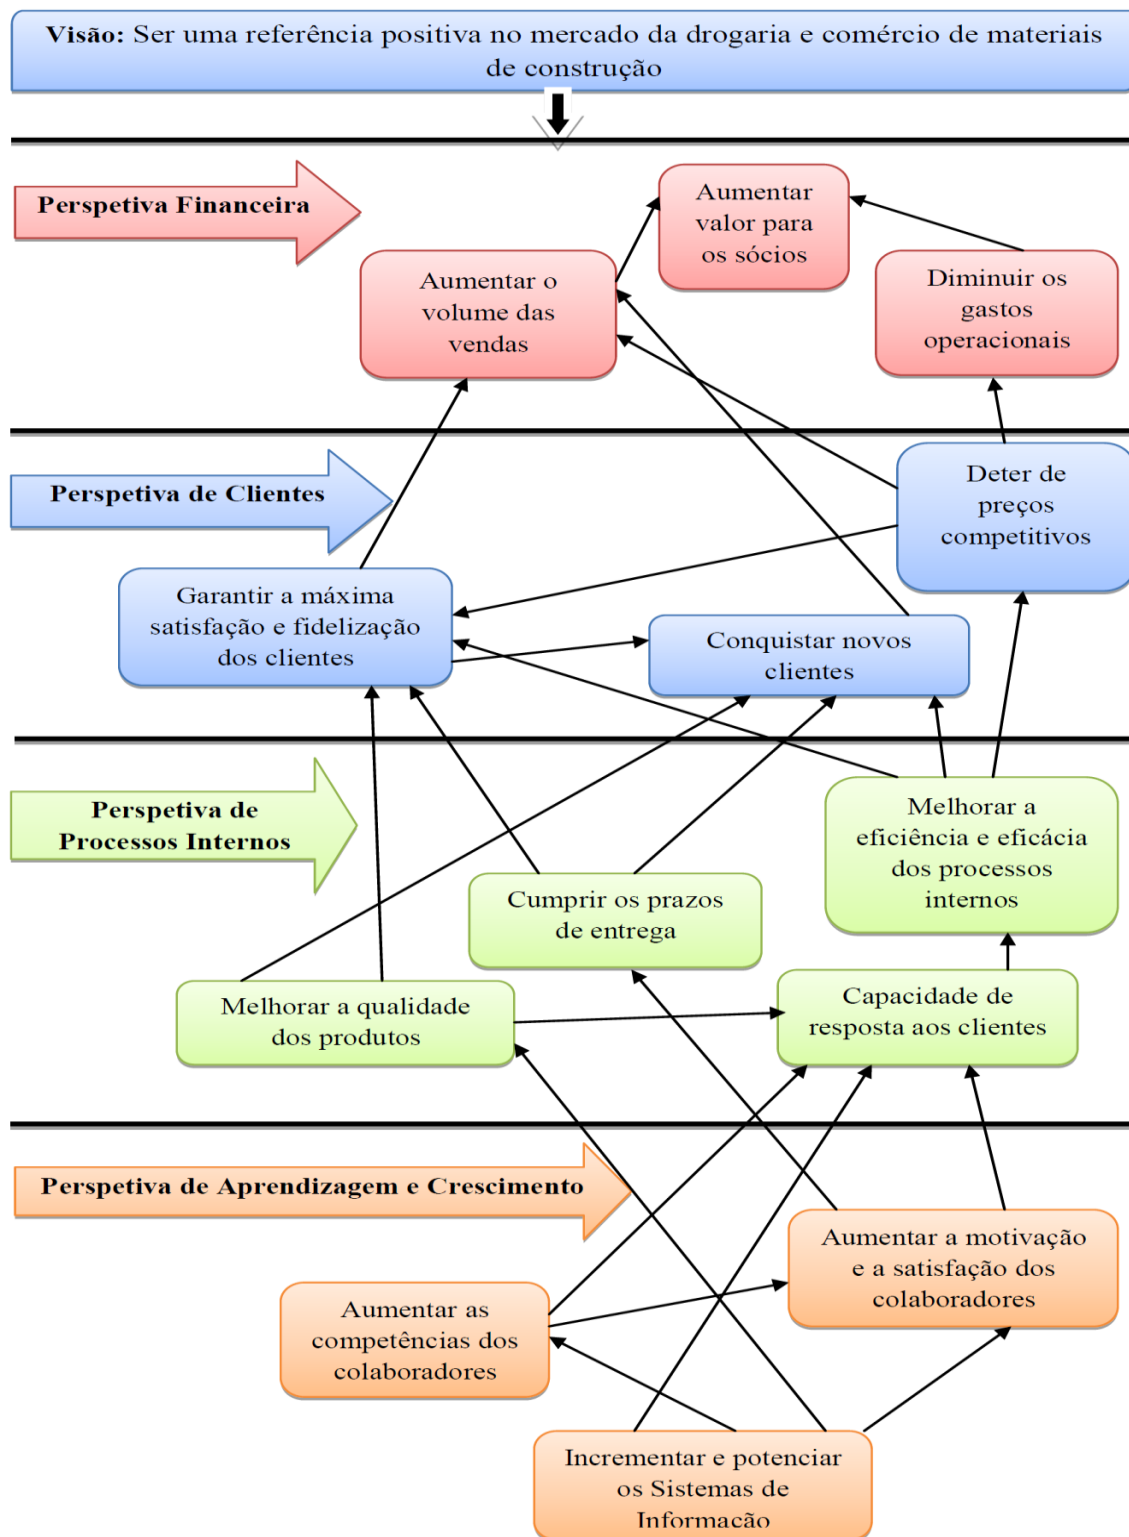 Visão: Ser uma referência positiva no mercado da drogaria e comércio de materiais
de construção
Perspetiva Financeira
Aumentar
valor para
os sócios
Aumentar o
volume das
vendas
Diminuir os
gastos
operacionais
Perspetiva de Clientes
Deter de
preços
competitivos
Garantir a máxima
satisfação e fidelização
dos clientes
Conquistar novos
clientes
Perspetiva de
Processos Internos
Melhorar a
eficiência e eficácia
dos processos
internos
Cumprir os prazos
de entrega
Melhorar a qualidade
dos produtos
Capacidade de
resposta aos clientes
Perspetiva de Aprendizagem e Crescimento
Aumentar a motivação
e a satisfação dos
colaboradores
Aumentar as
competências dos
colaboradores
Incrementar e potenciar
os Sistemas de
Informação